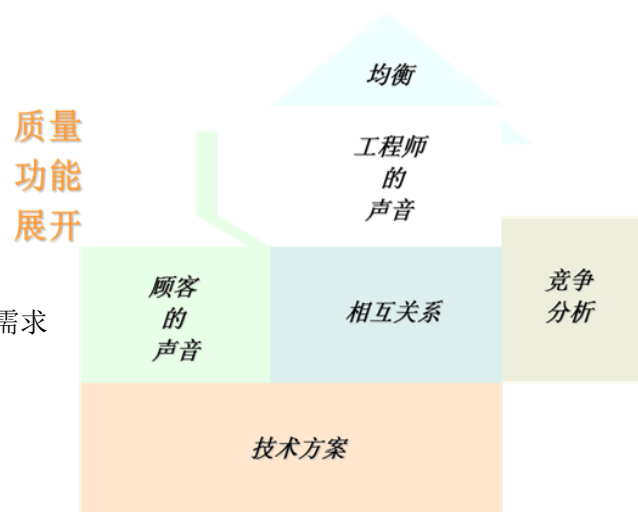 均衡
质量
功能
展开
工程师
的
声音
顾客
的
声音
需求
相互关系
竞争
分析
技术方案